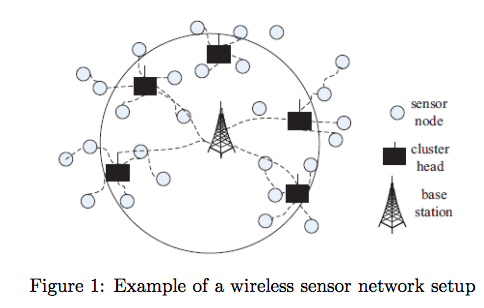 sensor
node
cluster
head
base
station
Figure 1: Example of a wireless sensor network setup